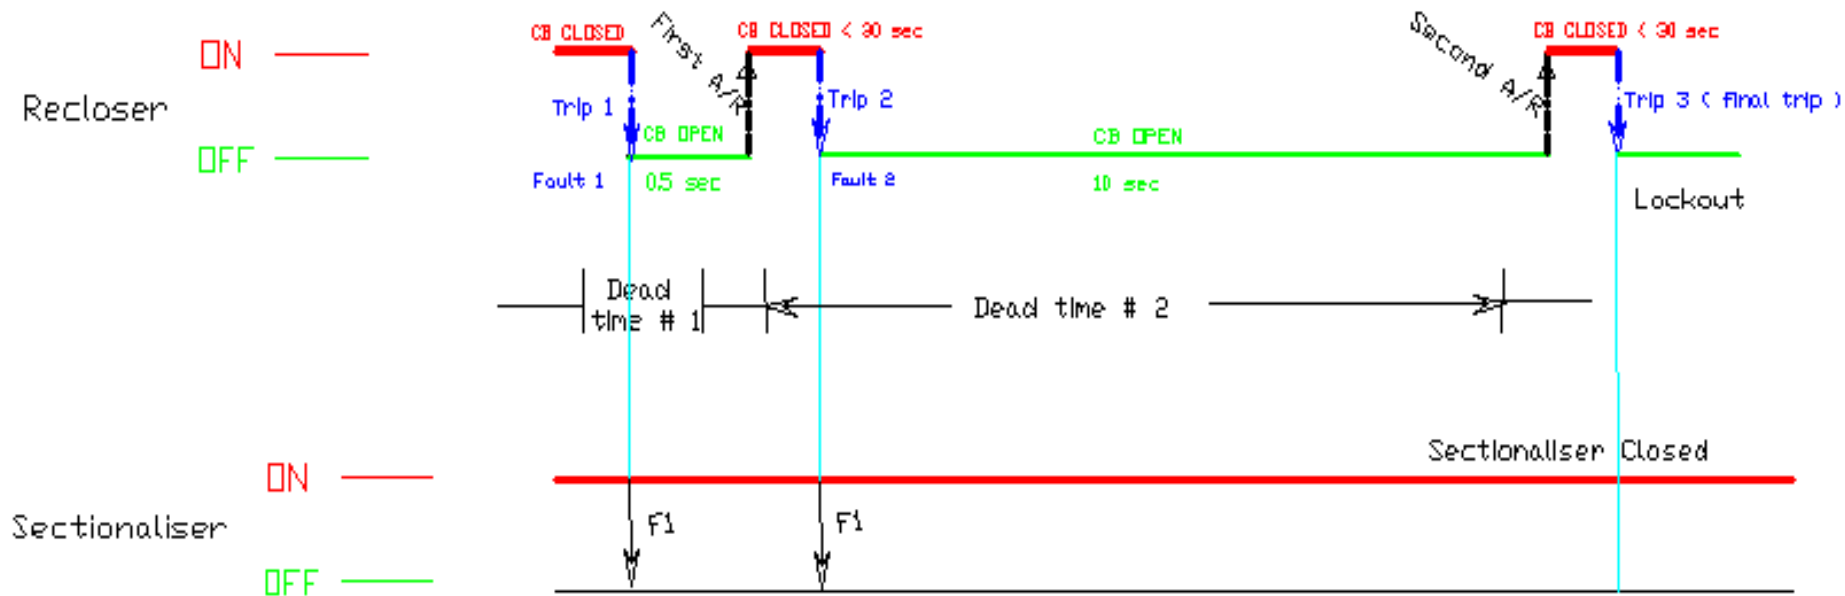 CB CLOSED
First A/R
CB CLOSED < 30 sec
Second A/R
CB CLOSED < 30 sec
ON
Recloser
Trip 1
Trip 2
Trip 3 ( final trip )
CB OPEN
CB OPEN
OFF
Fault 1
0.5 sec
Fault 2
10 sec
Lockout
Dead
time # 1
Dead time # 2
Sectionaliser Closed
ON
Sectionaliser
F1
F1
OFF